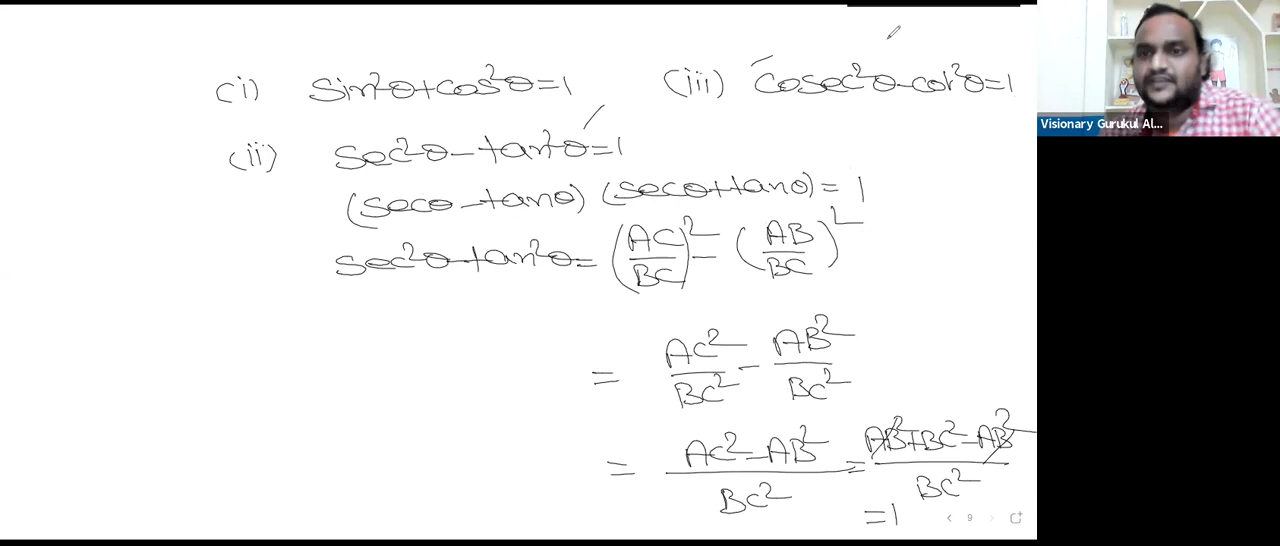 (i) sin²θ+cos²θ=1 (iii) cosec²θ-cot²θ=1
(ii) sec²θ-tan²θ=1
(secθ-tanθ) (secθ+tanθ)=1
sec²θ-tan²θ= (AC/BC)² - (AB/BC)²
= AC²/BC² - AB²/BC²
= (AC²-AB²)/BC² = (AB²+BC²-AB²)/BC²
=1
9
Visionary Gurukul Al...